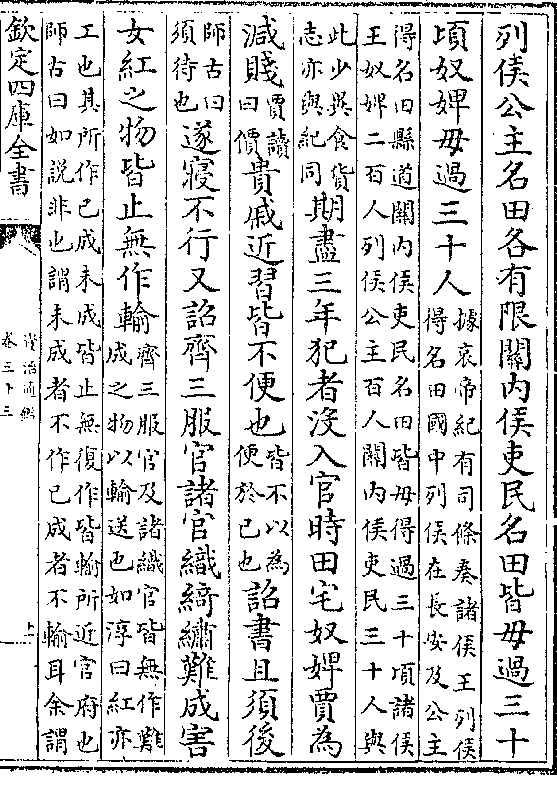 列侯公主名田各有限關內侯吏民名田皆毋過三十
頃奴婢毋過三十人
據哀帝紀有司條奏諸侯王列侯
得名田國中列侯在長安及公主
得名田縣道關內侯吏民名田皆毋得過三十頃諸侯
王奴婢二百人列侯公主百人關內侯吏民三十人與
此少異食貨
志亦與紀同
期盡三年犯者沒入官時田宅奴婢賈為
減賤
賈讀
曰價
貴戚近習皆不便也
皆不以為
便於已也
詔書且須後
師古曰
須待也
遂寢不行又詔齊三服官諸官織綺繡難成害
女紅之物皆止無作輸
齊三服官及諸織官皆無作難
成之物以輸送也如淳曰紅亦
工也其所作已成未成皆止無復作皆輸所近官府也
師古曰如說非也謂未成者不作已成者不輸耳余謂
欽定四庫全書
資治通鑑
卷三十三